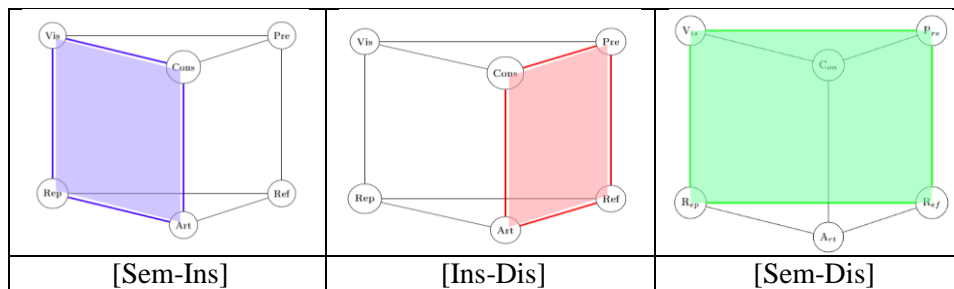 Vis Pre
Cons
Rep Ref
Art
[Sem-Ins]
Vis Pre
Cons
Rep Ref
Art
[Ins-Dis]
Vis Pre
Con
Rep Ref
Art
[Sem-Dis]